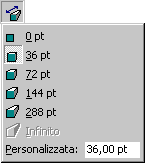 0 pt
36 pt
72 pt
144 pt
288 pt
Infinito
Personalizzata: 36,00 pt